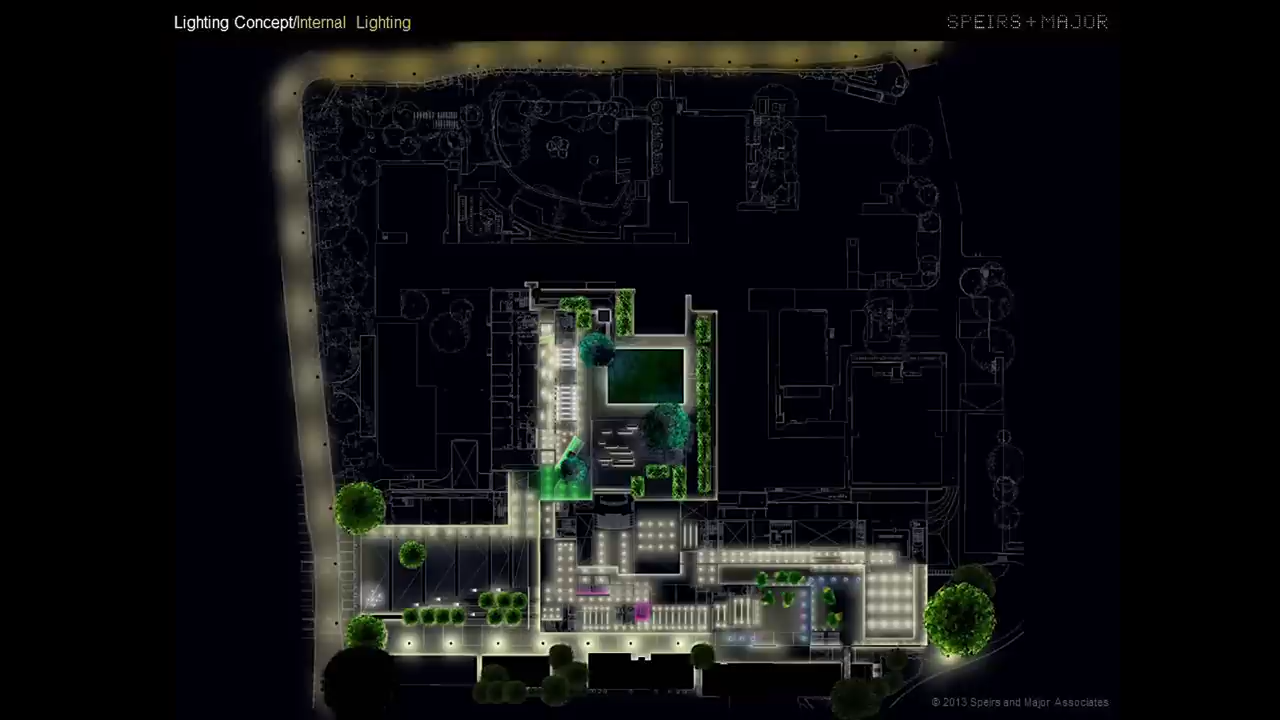 Lighting Concept/Internal Lighting
SPEIRS+MAJOR
© 2013 Speirs and Major Associates